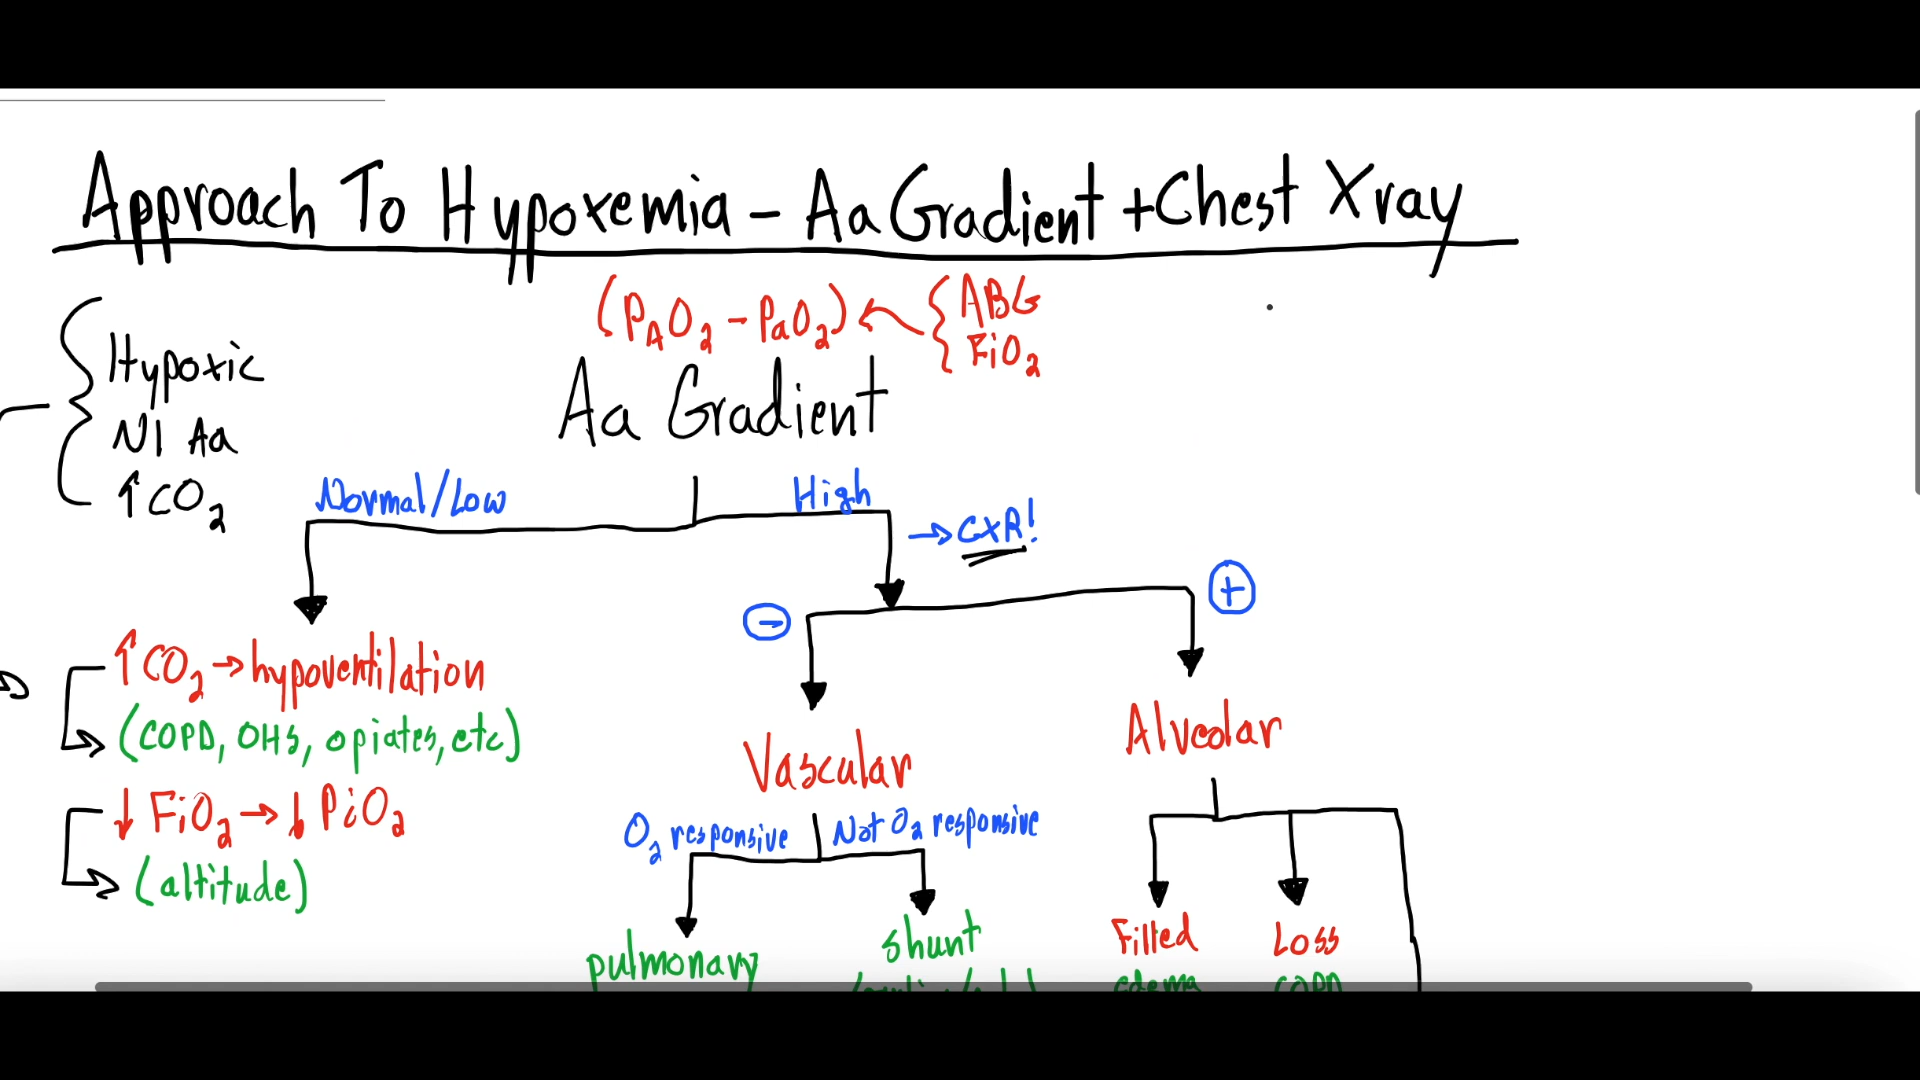 Approach To Hypoxemia - Aa Gradient + Chest Xray
(PAO2 - PaO2) { ABG
FiO2
Hypoxic
Nl Aa
↑CO2
Aa Gradient
Normal/Low
High
→ CXR!
-
+
↑CO2 → hypoventilation
(COPD, OHS, opiates, etc)
↓ FiO2 → ↓ PiO2
(altitude)
Vascular
O2 responsive
Not O2 responsive
pulmonary
shunt
Alveolar
Filled
edema
Loss
COPD